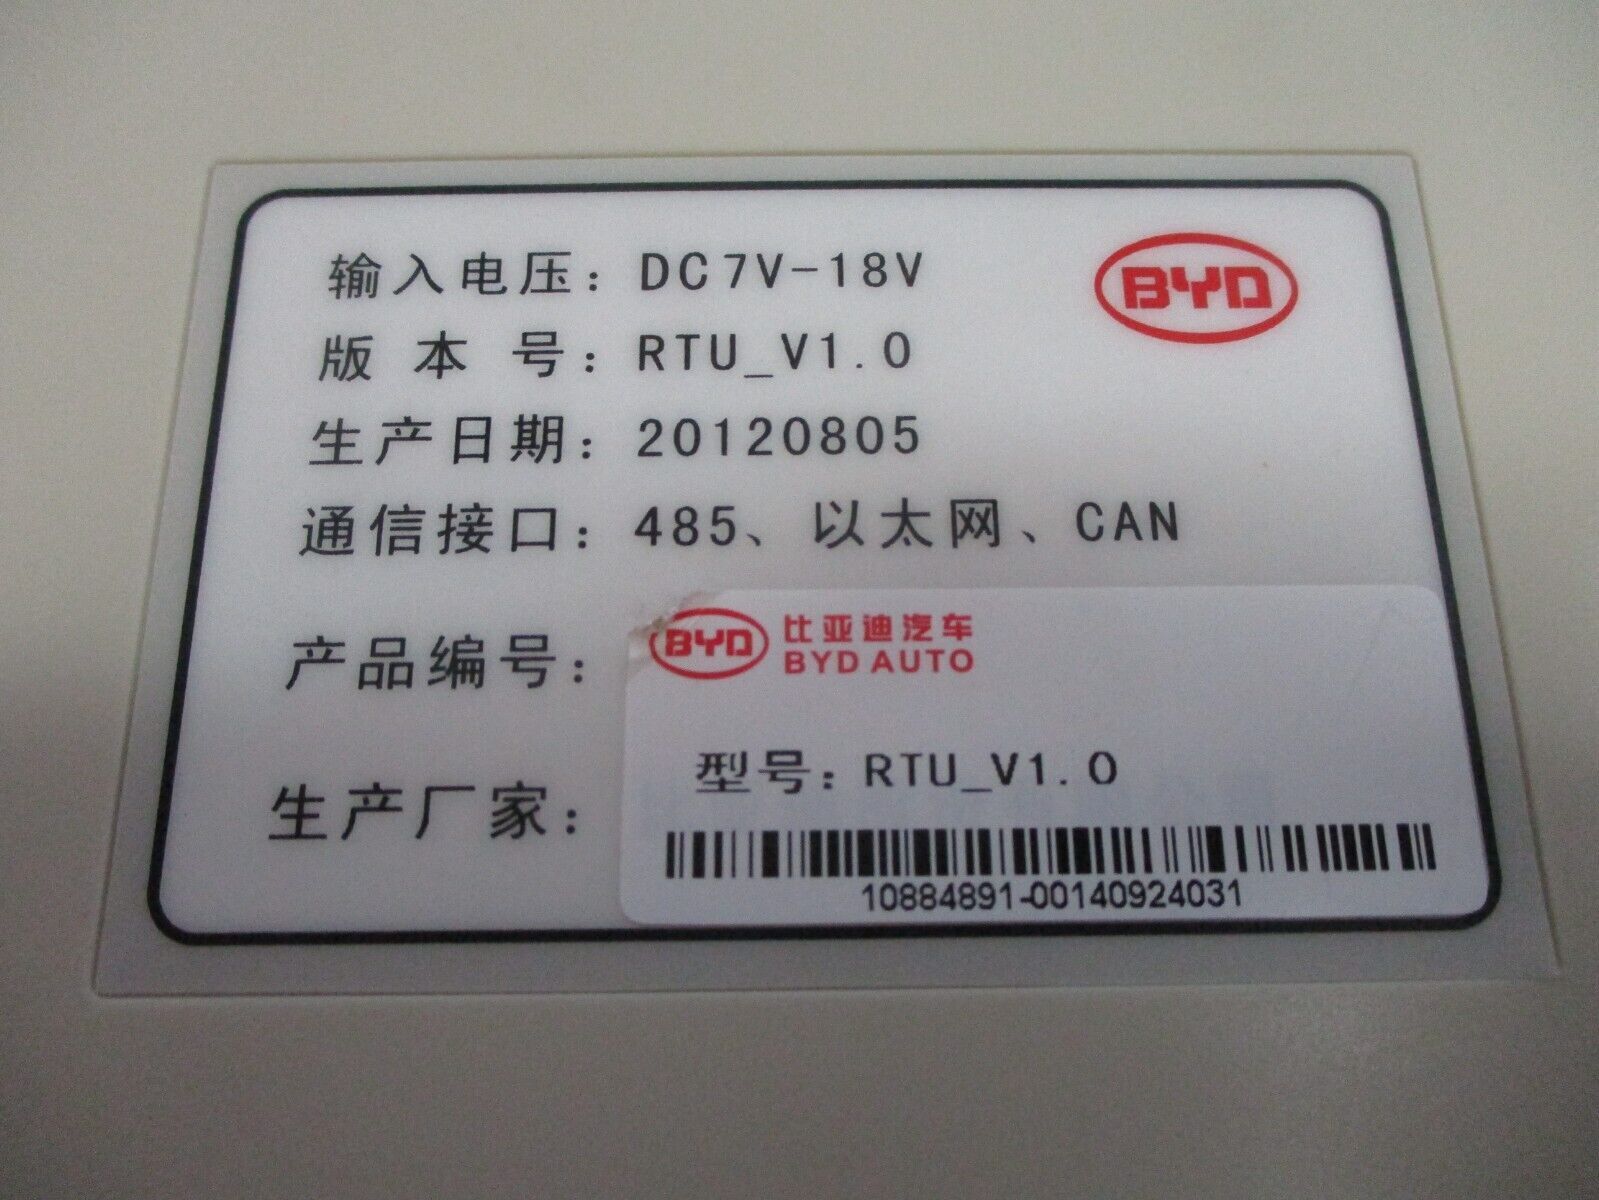 输入电压：DC7V-18V
BYD
版本号：RTU_V1.0
生产日期：20120805
通信接口：485、以太网、CAN
产品编号：
BYD 比亚迪汽车
BYD AUTO
型号：RTU_V1.0
生产厂家：
10884891-00140924031